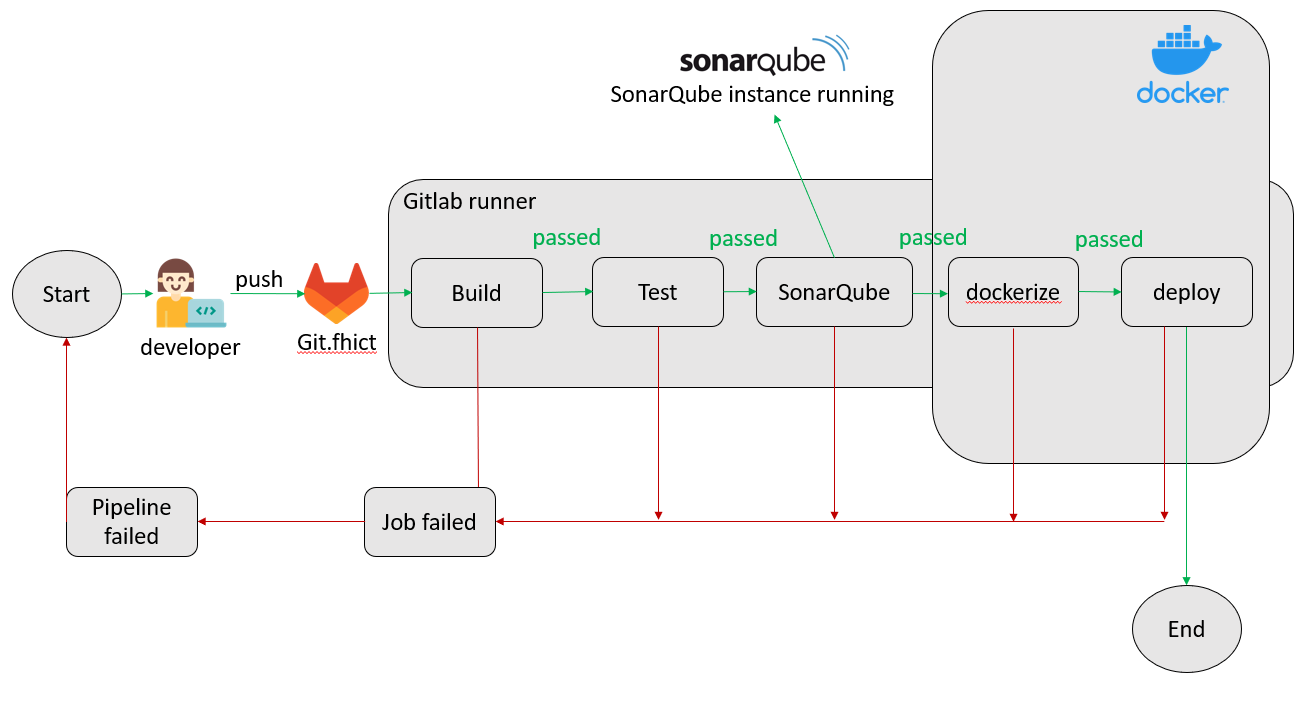 sonarqube
SonarQube instance running
docker
Gitlab runner
passed
passed
passed
passed
Start
push
Build
Test
SonarQube
dockerize
deploy
developer
Git.fhict
Pipeline
failed
Job failed
End